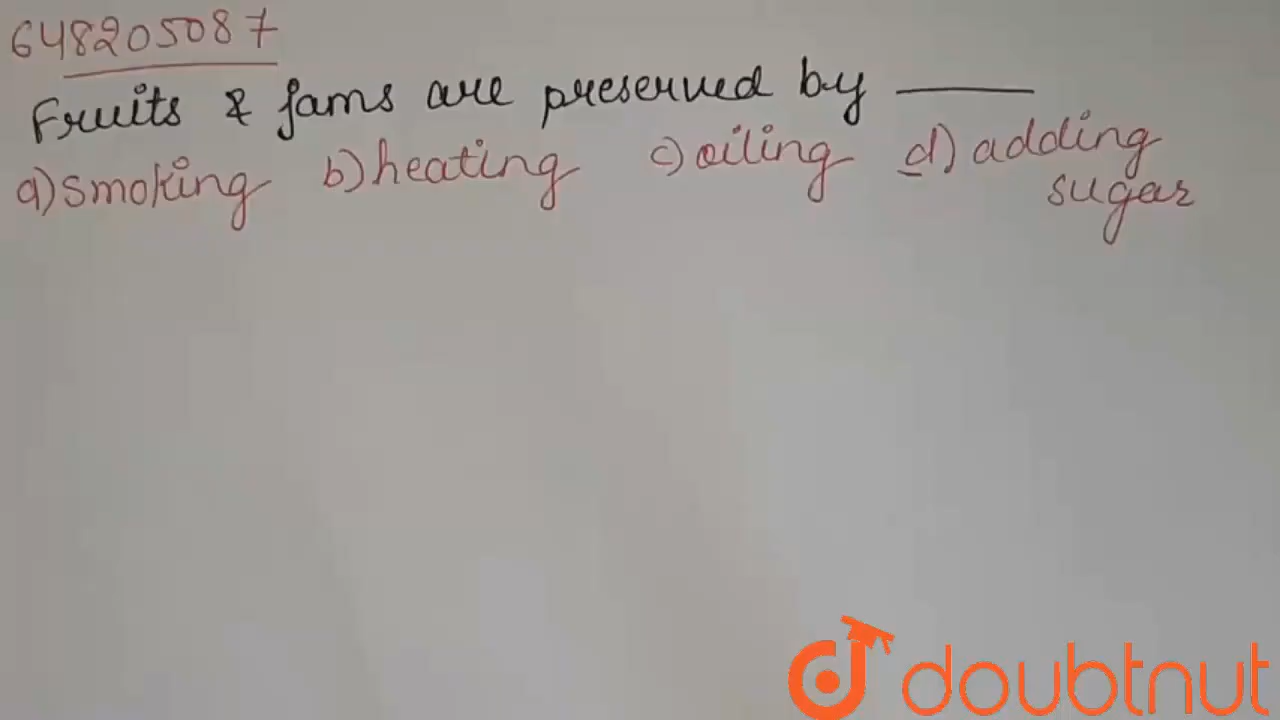 648205087
Fruits & Jams are preserved by ____
a) smoking b) heating c) oiling d) adding
sugar
doubtnut